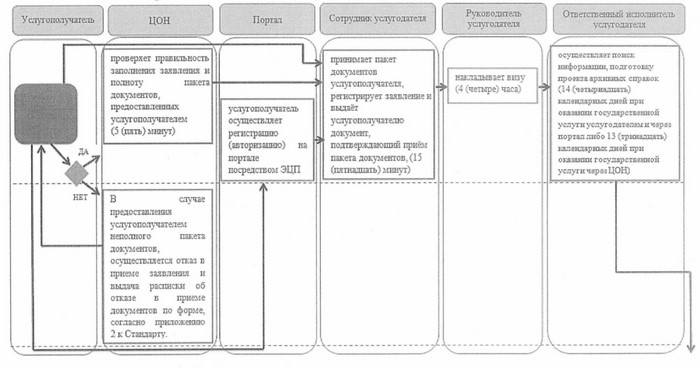 Услугополучатель
ЦОН
Портал
Сотрудник услугодателя
Руководитель
услугодателя
Ответственный исполнитель
услугодателя
проверяет правильность
заполнения заявления и
полноту пакета
документов,
предоставленных
услугополучателем
(5 (пять) минут)
услугополучатель
осуществляет
регистрацию
(авторизацию) на
портале
посредством ЭЦП
принимает пакет
документов
услугополучателя,
регистрирует заявление и
выдаёт
услугополучателю
документ,
подтверждающий приём
пакета документов, (15
(пятнадцать) минут)
накладывает визу
(4 (четыре) часа)
осуществляет поиск
информации, подготовку
проекта архивных справок
(14 (четырнадцать)
календарных дней при
оказании государственной
услуги услугодателям и через
портал либо 13 (тринадцать)
календарных дней при
оказании государственной
услуги через ЦОН)
ДА
НЕТ
В случае
предоставления
услугополучателем
неполного пакета
документов,
осуществляется отказ в
приеме заявления и
выдача расписки об
отказе в приеме
документов по форме,
согласно приложению
2 к Стандарту.